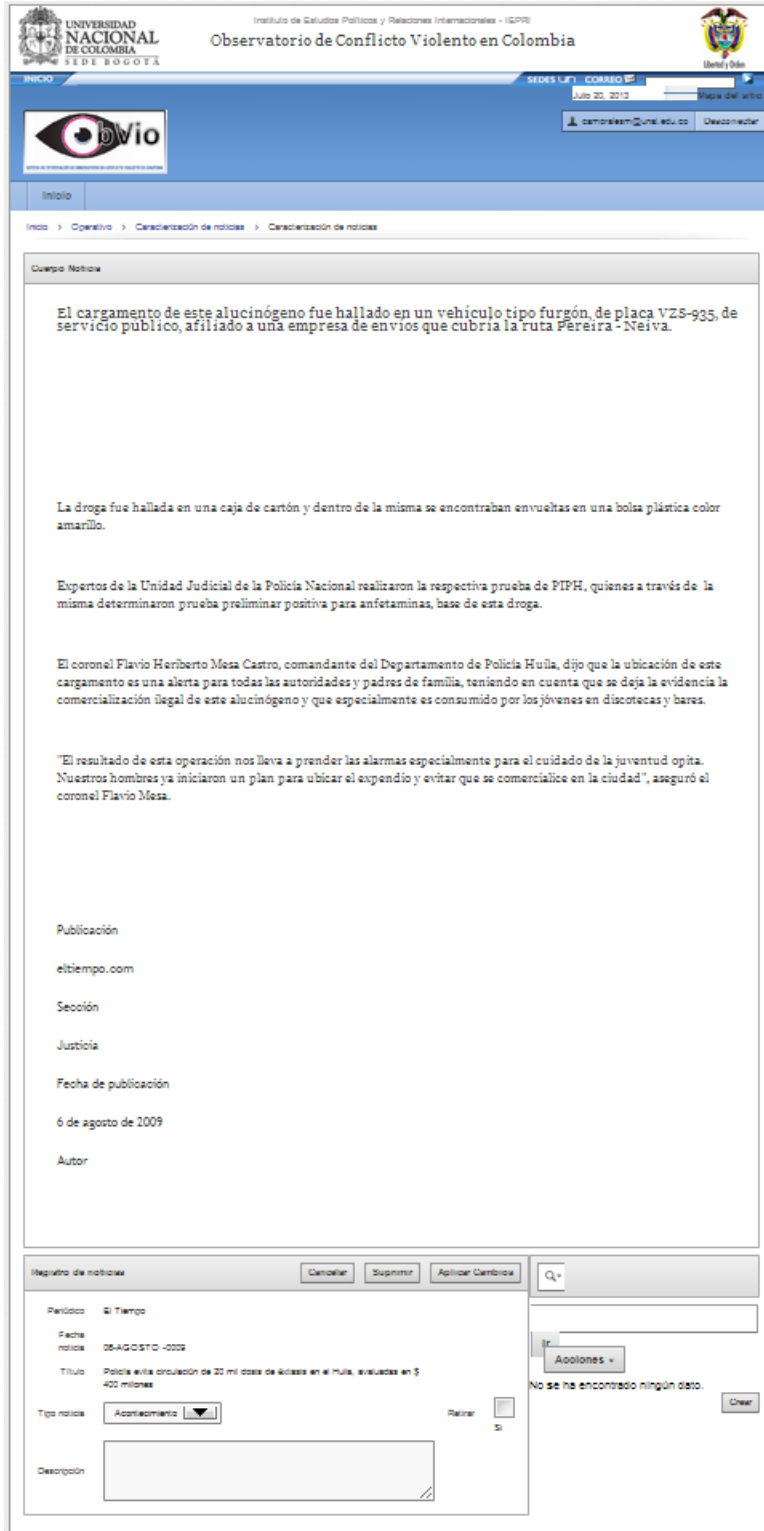 UNIVERSIDAD
NACIONAL
DE COLOMBIA
SEDE BOGOTÁ
Instituto de Estudios Políticos y Relaciones Internacionales - IEPRI
Observatorio de Conflicto Violento en Colombia
Libertad y Orden
INICIO
SEDES UN CORREO
Julio 20, 2013
Mapa del sitio
camoralesm@unal.edu.co Desconectar
ObVio
Inicio
Inicio > Operativo > Caracterización de noticias > Caracterización de noticias
Cuerpo Noticia
El cargamento de este alucinógeno fue hallado en un vehículo tipo furgón, de placa VZS-935, de
servicio público, afiliado a una empresa de envíos que cubría la ruta Pereira - Neiva.
La droga fue hallada en una caja de cartón y dentro de la misma se encontraban envueltas en una bolsa plástica color
amarillo.
Expertos de la Unidad Judicial de la Policía Nacional realizaron la respectiva prueba de PIPH, quienes a través de la
misma determinaron prueba preliminar positiva para anfetaminas, base de esta droga.
El coronel Flavio Heriberto Mesa Castro, comandante del Departamento de Policía Huila, dijo que la ubicación de este
cargamento es una alerta para todas las autoridades y padres de familia, teniendo en cuenta que se deja la evidencia la
comercialización ilegal de este alucinógeno y que especialmente es consumido por los jóvenes en discotecas y bares.
"El resultado de esta operación nos lleva a prender las alarmas especialmente para el cuidado de la juventud opita.
Nuestros hombres ya iniciaron un plan para ubicar el expendio y evitar que se comercialice en la ciudad", aseguró el
coronel Flavio Mesa.
Publicación
eltiempo.com
Sección
Justicia
Fecha de publicación
6 de agosto de 2009
Autor
Registro de noticias
Cancelar Suprimir Aplicar Cambios
Periódico El Tiempo
Fecha
noticia 06-AGOSTO -0009
Título Policía evita circulación de 20 mil dosis de éxtasis en el Huila, avaluadas en $
400 millones
Tipo noticia Acontecimiento
Retirar
Si
Descripción
Ir
Acciones
No se ha encontrado ningún dato.
Crear